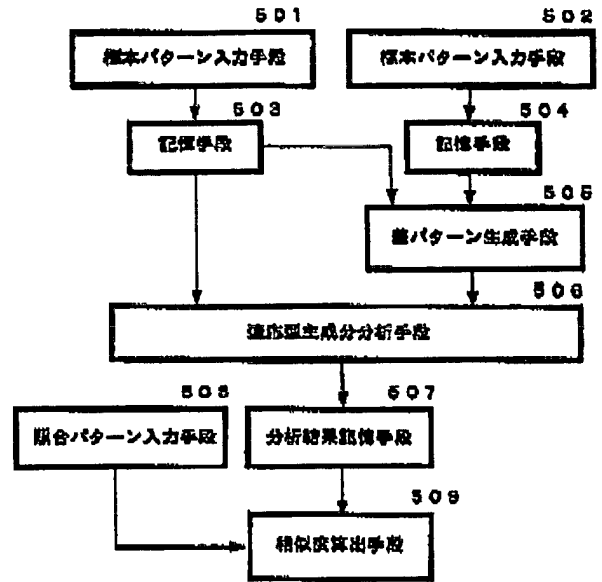 501
502
標本パターン入力手段
標本パターン入力手段
503
504
記憶手段
記憶手段
505
差パターン生成手段
506
適応型主成分分析手段
508
507
照合パターン入力手段
分析結果記憶手段
509
類似度算出手段